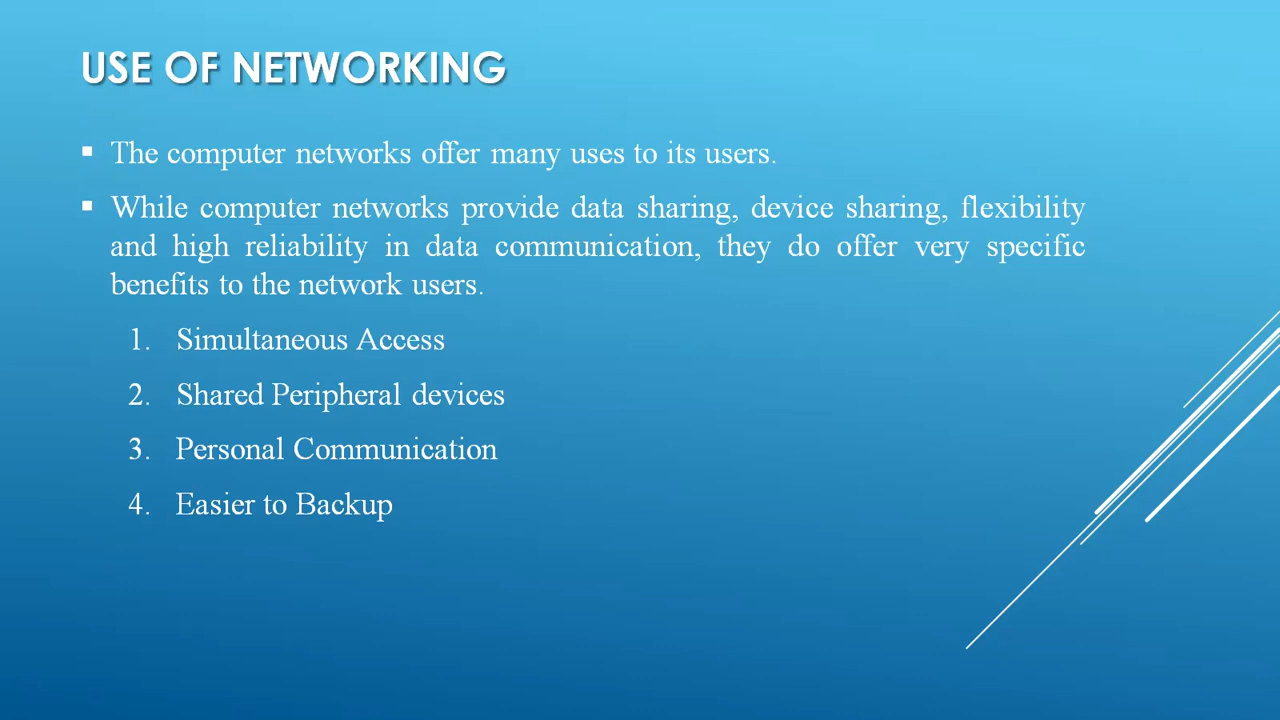 USE OF NETWORKING
▪ The computer networks offer many uses to its users.
▪ While computer networks provide data sharing, device sharing, flexibility
and high reliability in data communication, they do offer very specific
benefits to the network users.
1. Simultaneous Access
2. Shared Peripheral devices
3. Personal Communication
4. Easier to Backup